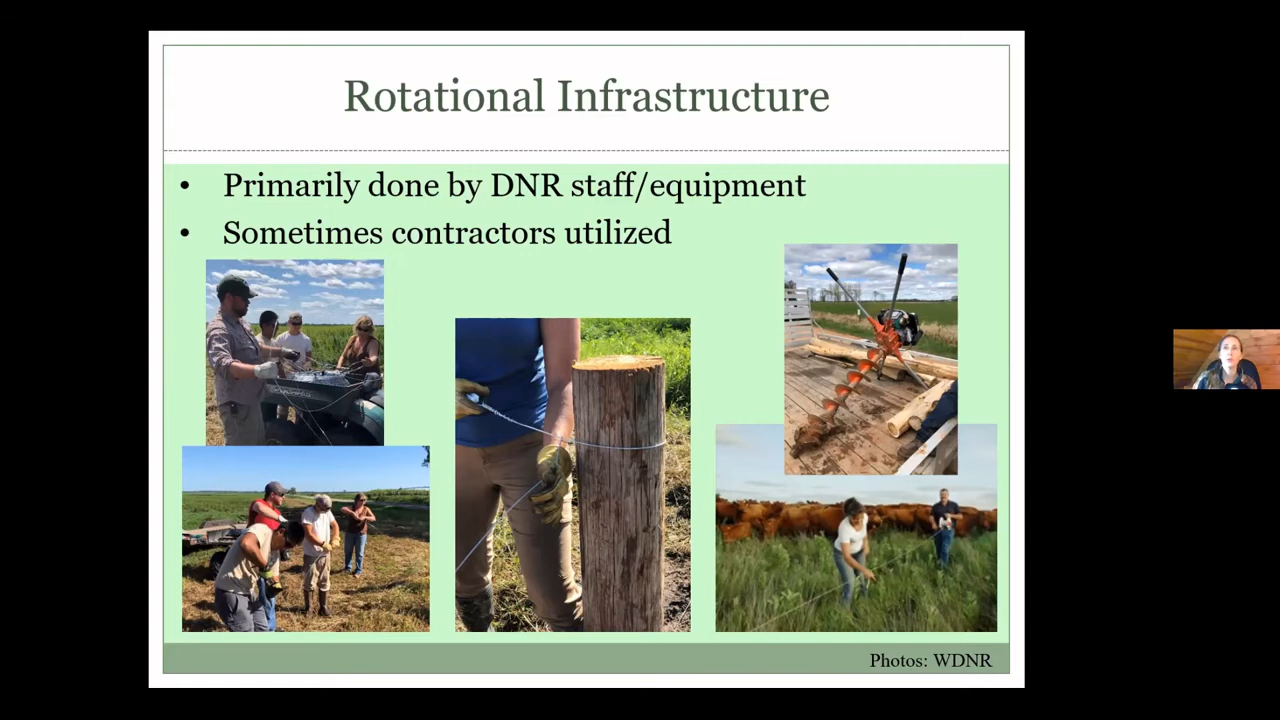 Rotational Infrastructure
• Primarily done by DNR staff/equipment
• Sometimes contractors utilized
Photos: WDNR